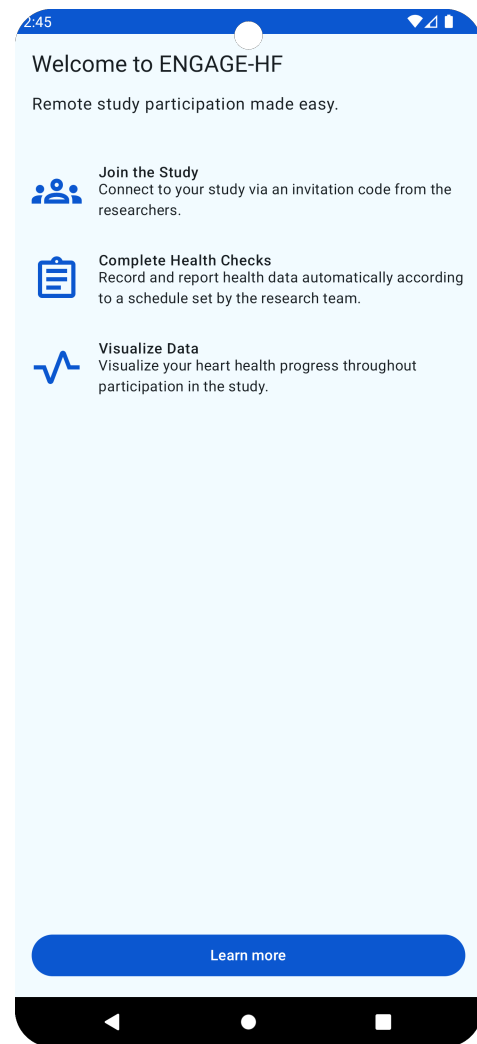 2:45
Welcome to ENGAGE-HF
Remote study participation made easy.
Join the Study
Connect to your study via an invitation code from the
researchers.
Complete Health Checks
Record and report health data automatically according
to a schedule set by the research team.
Visualize Data
Visualize your heart health progress throughout
participation in the study.
Learn more